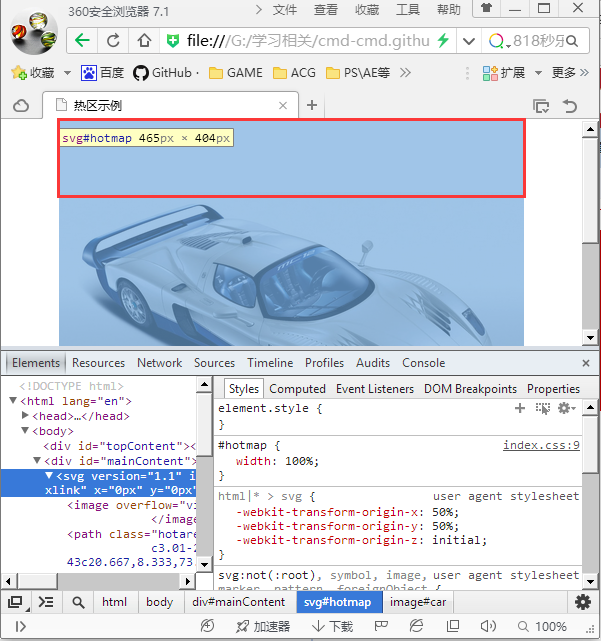 360安全浏览器 7.1 文件 查看 收藏 工具 帮助
file:///G:/学习相关/cmd-cmd.githu 818秒杀
收藏 百度 GitHub · GAME ACG PS\AE等 扩展 更多
热区示例
svg#hotmap 465px × 404px
Elements Resources Network Sources Timeline Profiles Audits Console
<!DOCTYPE html>
<html lang="en">
<head>…</head>
<body>
<div id="topContent"><
<div id="mainContent">
<svg version="1.1" i
xlink" x="0px" y="0px"
<image overflow="vi
</image
<path class="hotare
c3.01-2
43c20.667,8.333,73.
Styles Computed Event Listeners DOM Breakpoints Properties
element.style {
}
#hotmap { index.css:9
width: 100%;
}
html|* > svg { user agent stylesheet
-webkit-transform-origin-x: 50%;
-webkit-transform-origin-y: 50%;
-webkit-transform-origin-z: initial;
}
svg:not(:root), symbol, image, user agent stylesheet
marker, pattern, foreignObject {
html body div#mainContent svg#hotmap image#car
加速器 下载 100%